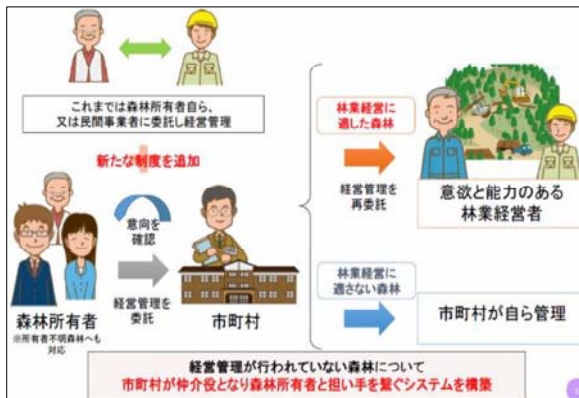 これまでは森林所有者自ら、
又は民間事業者に委託し経営管理
新たな制度を追加
意向を
確認
経営管理を
委託
森林所有者
※所有者不明森林へも
対応
市町村
林業経営に
適した森林
経営管理を
再委託
意欲と能力のある
林業経営者
林業経営に
適さない森林
市町村が自ら管理
経営管理が行われていない森林について
市町村が仲介役となり森林所有者と担い手を繋ぐシステムを構築